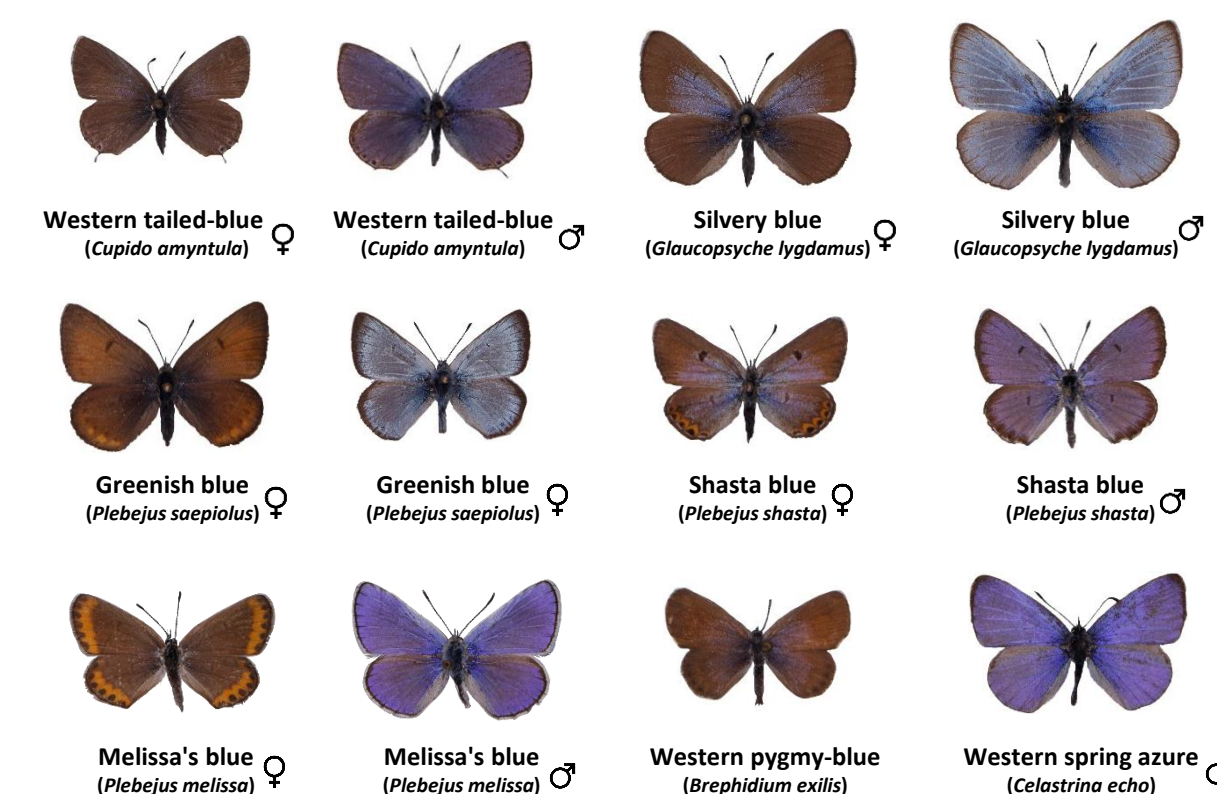 Western tailed-blue ♀
(Cupido amyntula)
Western tailed-blue ♂
(Cupido amyntula)
Silvery blue ♀
(Glaucopsyche lygdamus)
Silvery blue ♂
(Glaucopsyche lygdamus)
Greenish blue ♀
(Plebejus saepiolus)
Greenish blue ♀
(Plebejus saepiolus)
Shasta blue ♀
(Plebejus shasta)
Shasta blue ♂
(Plebejus shasta)
Melissa's blue ♀
(Plebejus melissa)
Melissa's blue ♂
(Plebejus melissa)
Western pygmy-blue
(Brephidium exilis)
Western spring azure
(Celastrina echo)